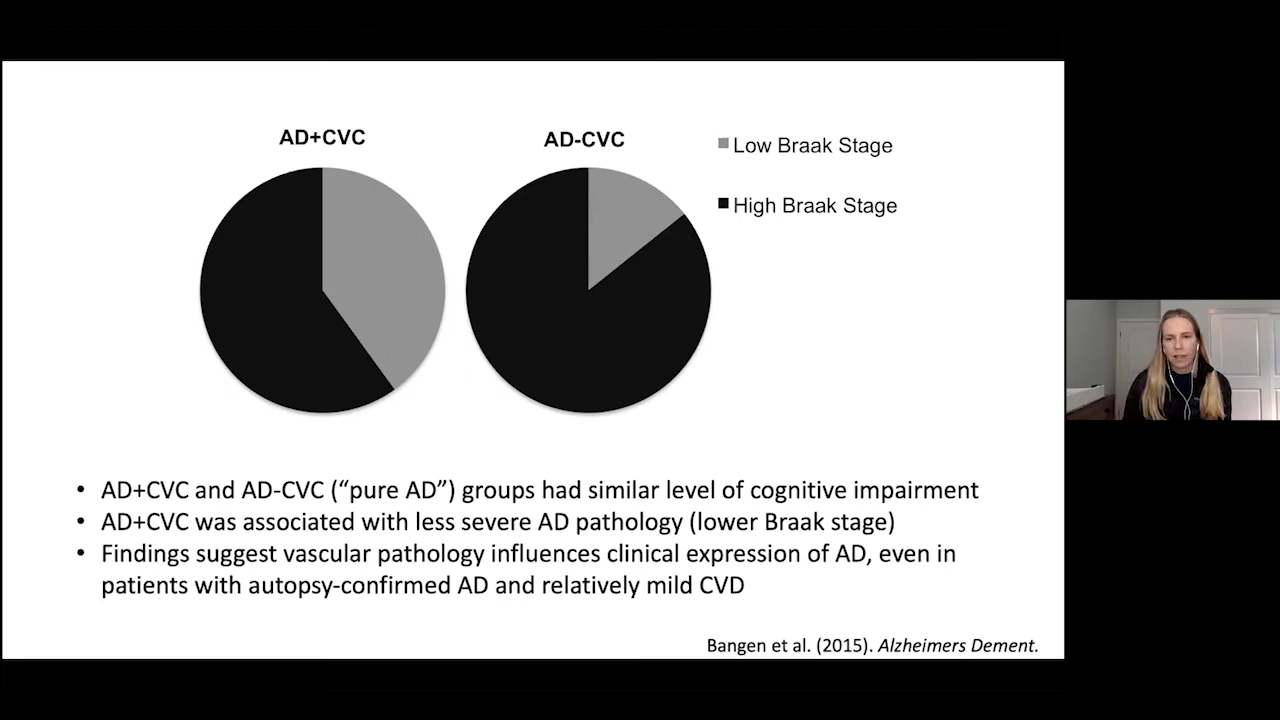 AD+CVC
AD-CVC
Low Braak Stage
High Braak Stage
• AD+CVC and AD-CVC (“pure AD”) groups had similar level of cognitive impairment
• AD+CVC was associated with less severe AD pathology (lower Braak stage)
• Findings suggest vascular pathology influences clinical expression of AD, even in
patients with autopsy-confirmed AD and relatively mild CVD
Bangen et al. (2015). Alzheimers Dement.